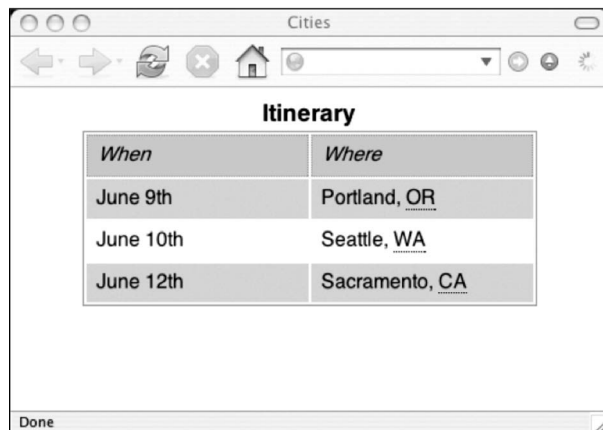 Cities
Itinerary
When Where
June 9th Portland, OR
June 10th Seattle, WA
June 12th Sacramento, CA
Done